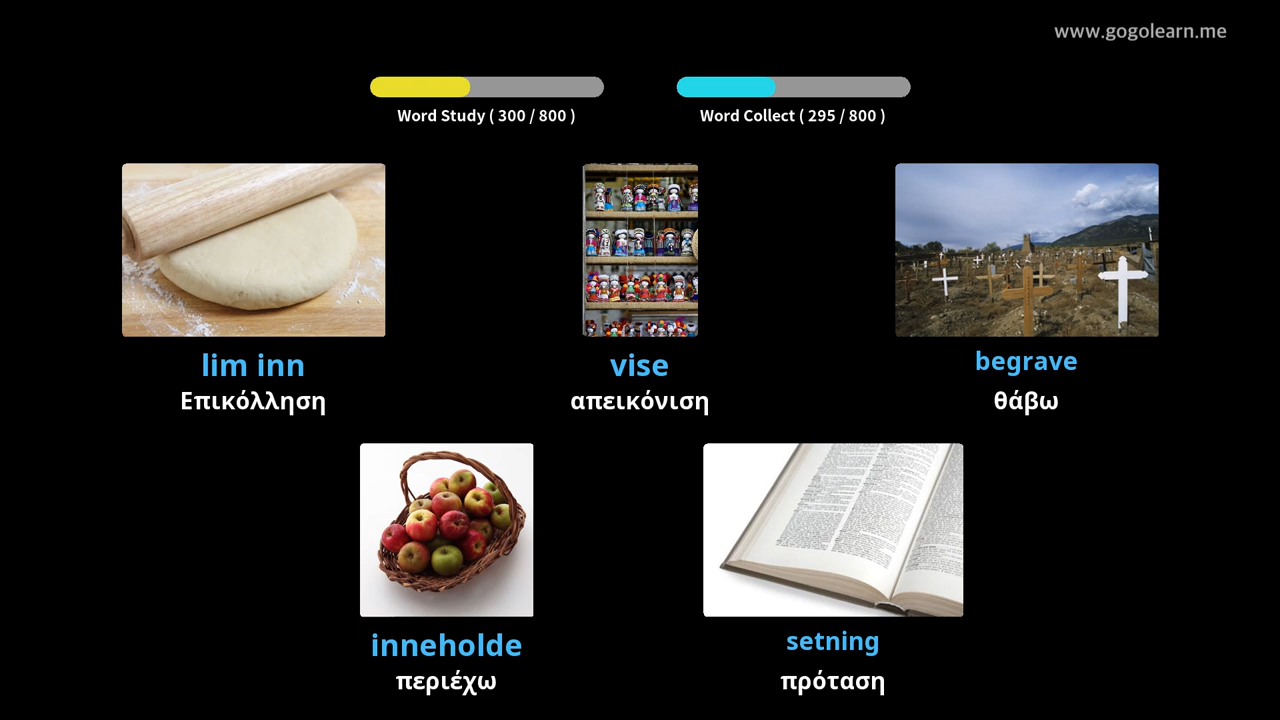 www.gogolearn.me
Word Study ( 300 / 800 )
Word Collect ( 295 / 800 )
lim inn
Επικόλληση
vise
απεικόνιση
begrave
θάβω
inneholde
περιέχω
setning
πρόταση